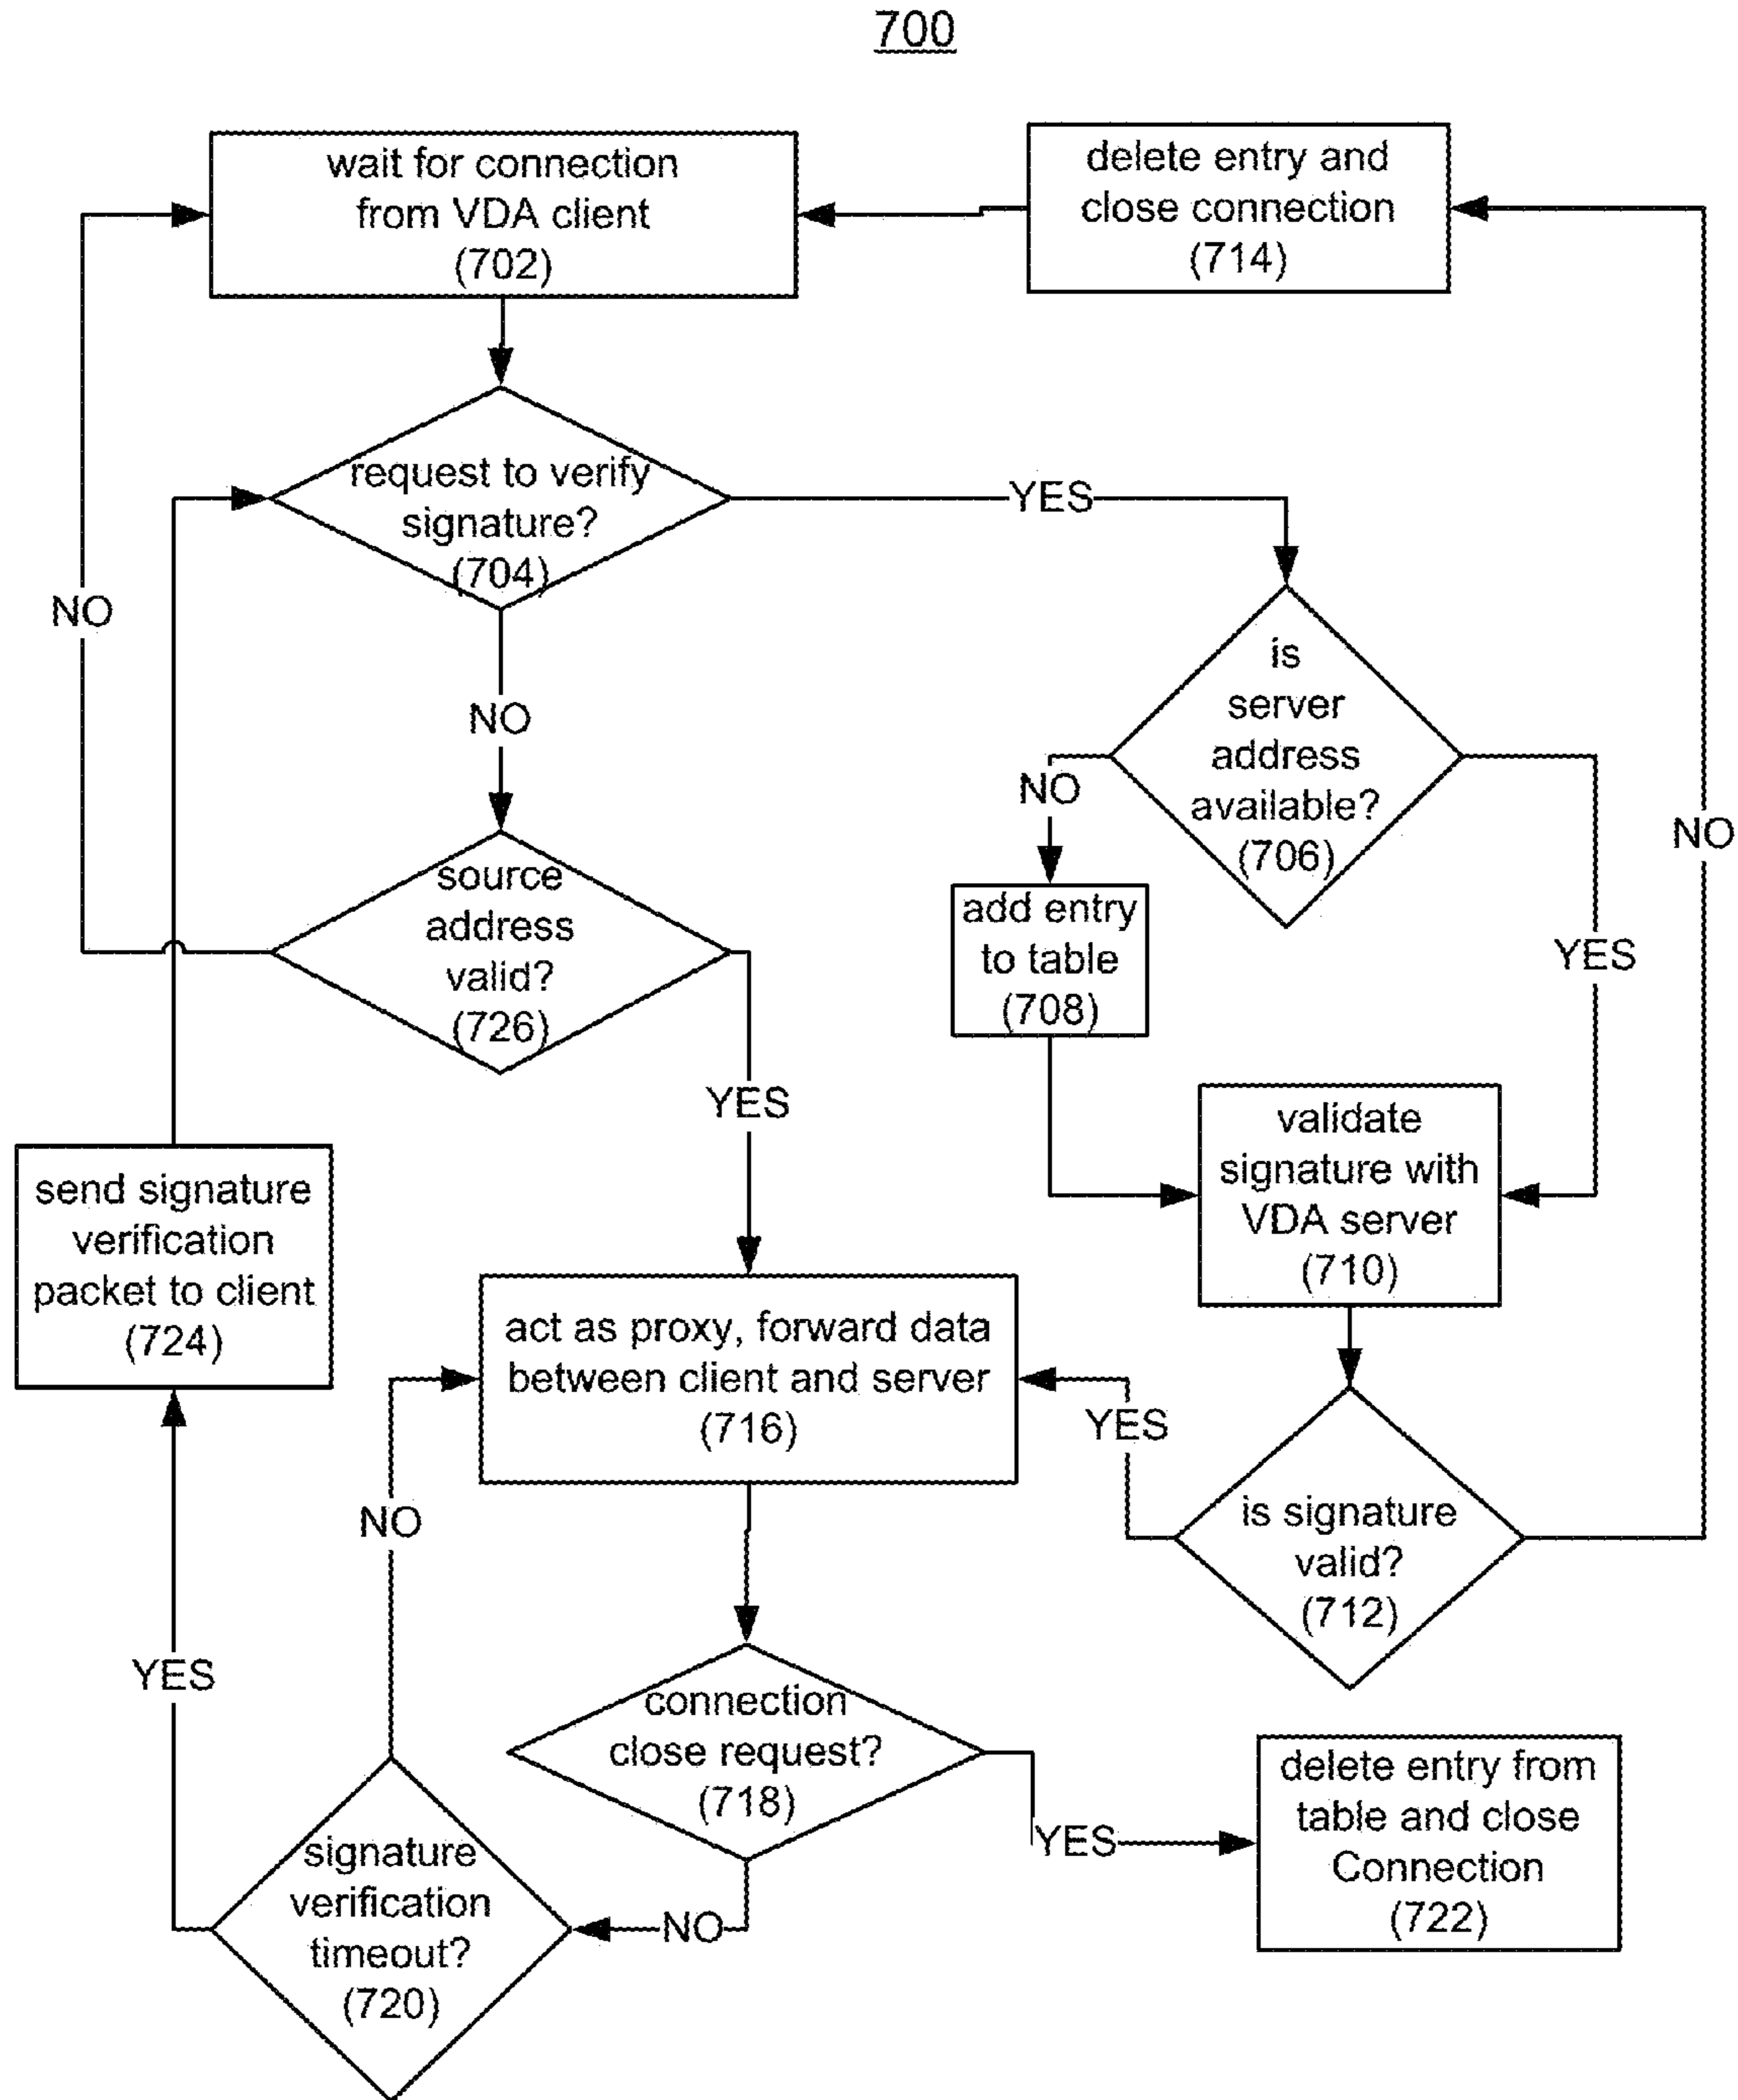 700
wait for connection
from VDA client
(702)
delete entry and
close connection
(714)
request to verify
signature?
(704)
YES
NO
NO
is
server
address
available?
(706)
NO
YES
NO
source
address
valid?
(726)
add entry
to table
(708)
YES
validate
signature with
VDA server
(710)
send signature
verification
packet to client
(724)
act as proxy, forward data
between client and server
(716)
YES
is signature
valid?
(712)
NO
YES
connection
close request?
(718)
YES
NO
delete entry from
table and close
Connection
(722)
signature
verification
timeout?
(720)